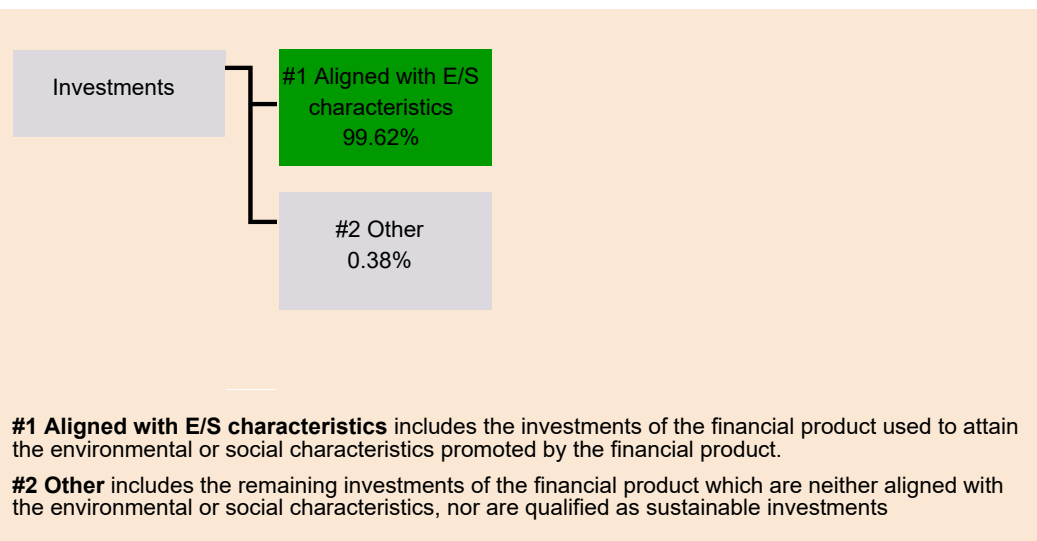 Investments
#1 Aligned with E/S
characteristics
99.62%
#2 Other
0.38%
#1 Aligned with E/S characteristics includes the investments of the financial product used to attain
the environmental or social characteristics promoted by the financial product.
#2 Other includes the remaining investments of the financial product which are neither aligned with
the environmental or social characteristics, nor are qualified as sustainable investments